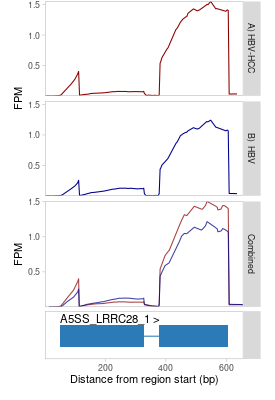 1.5
1.0
0.5
A) HBV-HCC
FPM
1.5
1.0
0.5
B) HBV
1.5
1.0
0.5
FPM
Combined
A5SS_LRRC28_1 >
200
400
600
Distance from region start (bp)